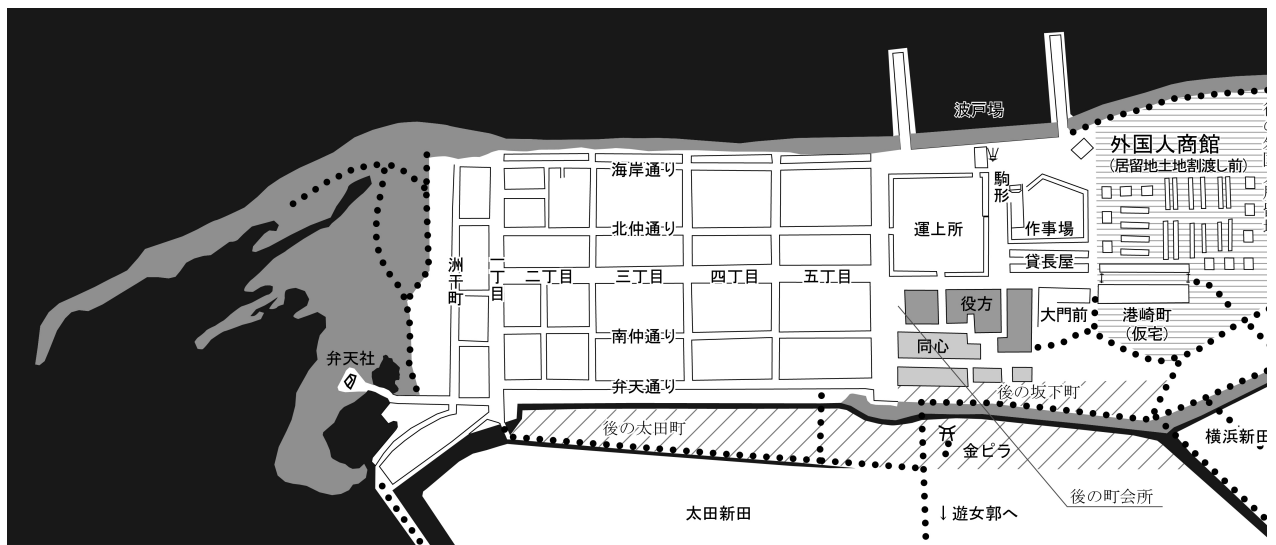 波戸場
外国人商館
(居留地土地割渡し前)
海岸通り
駒形
北仲通り
運上所
作事場
洲干町
一丁目
二丁目
三丁目
四丁目
五丁目
貸長屋
役方
大門前
港崎町
(仮宅)
南仲通り
同心
弁天社
弁天通り
後の坂下町
後の太田町
横浜新田
金ピラ
後の町会所
太田新田
↓遊女郭へ